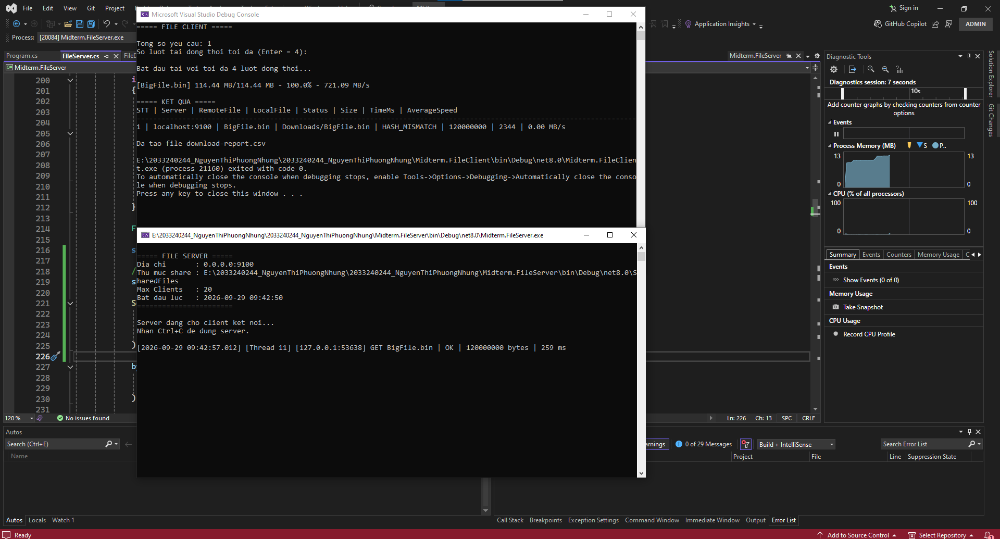 File Edit View Git Project
Sign in
Application Insights
GitHub Copilot
ADMIN
Process: [20084] Midterm.FileServer.exe
Program.cs FileServer.cs
Midterm.FileServer
Midterm.FileServer
200
201
202
203
204
205
206
207
208
209
210
211
212
213
214
215
216
217
218
219
220
221
222
223
224
225
226
227
228
229
230
231
Microsoft Visual Studio Debug Console
===== FILE CLIENT =====
Tong so yeu cau: 1
So luot tai dong thoi toi da (Enter = 4):
Bat dau tai voi toi da 4 luot dong thoi...
[BigFile.bin] 114.44 MB/114.44 MB - 100.0% - 721.09 MB/s
===== KET QUA =====
STT | Server | RemoteFile | LocalFile | Status | Size | TimeMs | AverageSpeed
1 | localhost:9100 | BigFile.bin | Downloads/BigFile.bin | HASH_MISMATCH | 120000000 | 2344 | 0.00 MB/s
Da tao file download-report.csv
E:\2033240244_NguyenThiPhuongNhung\2033240244_NguyenThiPhuongNhung\Midterm.FileClient\bin\Debug\net8.0\Midterm.FileClien
t.exe (process 21160) exited with code 0.
To automatically close the console when debugging stops, enable Tools->Options->Debugging->Automatically close the conso
le when debugging stops.
Press any key to close this window . . .
E:\2033240244_NguyenThiPhuongNhung\2033240244_NguyenThiPhuongNhung\Midterm.FileServer\bin\Debug\net8.0\Midterm.FileServer.exe
===== FILE SERVER =====
Dia chi : 0.0.0.0:9100
Thu muc share : E:\2033240244_NguyenThiPhuongNhung\2033240244_NguyenThiPhuongNhung\Midterm.FileServer\bin\Debug\net8.0\S
haredFiles
Max Clients : 20
Bat dau luc : 2026-09-29 09:42:50
=======================
Server dang cho client ket noi...
Nhan Ctrl+C de dung server.
[2026-09-29 09:42:57.012] [Thread 11] [127.0.0.1:53638] GET BigFile.bin | OK | 120000000 bytes | 259 ms
Diagnostic Tools
Diagnostics session: 7 seconds
10s
Add counter graphs by checking counters from counter
options
Events
Process Memory (MB) S P..
13 13
0 0
CPU (% of all processors)
100 100
0 0
Summary Events Counters Memory Usage C
Events
Show Events (0 of 0)
Memory Usage
Take Snapshot
CPU Usage
Record CPU Profile
Solution Explorer
Git Changes
120 % No issues found
Ln: 226 Ch: 13 SPC CRLF
Autos
Search (Ctrl+E)
Name
Autos Locals Watch 1
0 of 29 Messages
Build + IntelliSense
Search Error List
Project File Line Suppression State
Call Stack Breakpoints Exception Settings Command Window Immediate Window Output Error List
Ready
Add to Source Control Select Repository